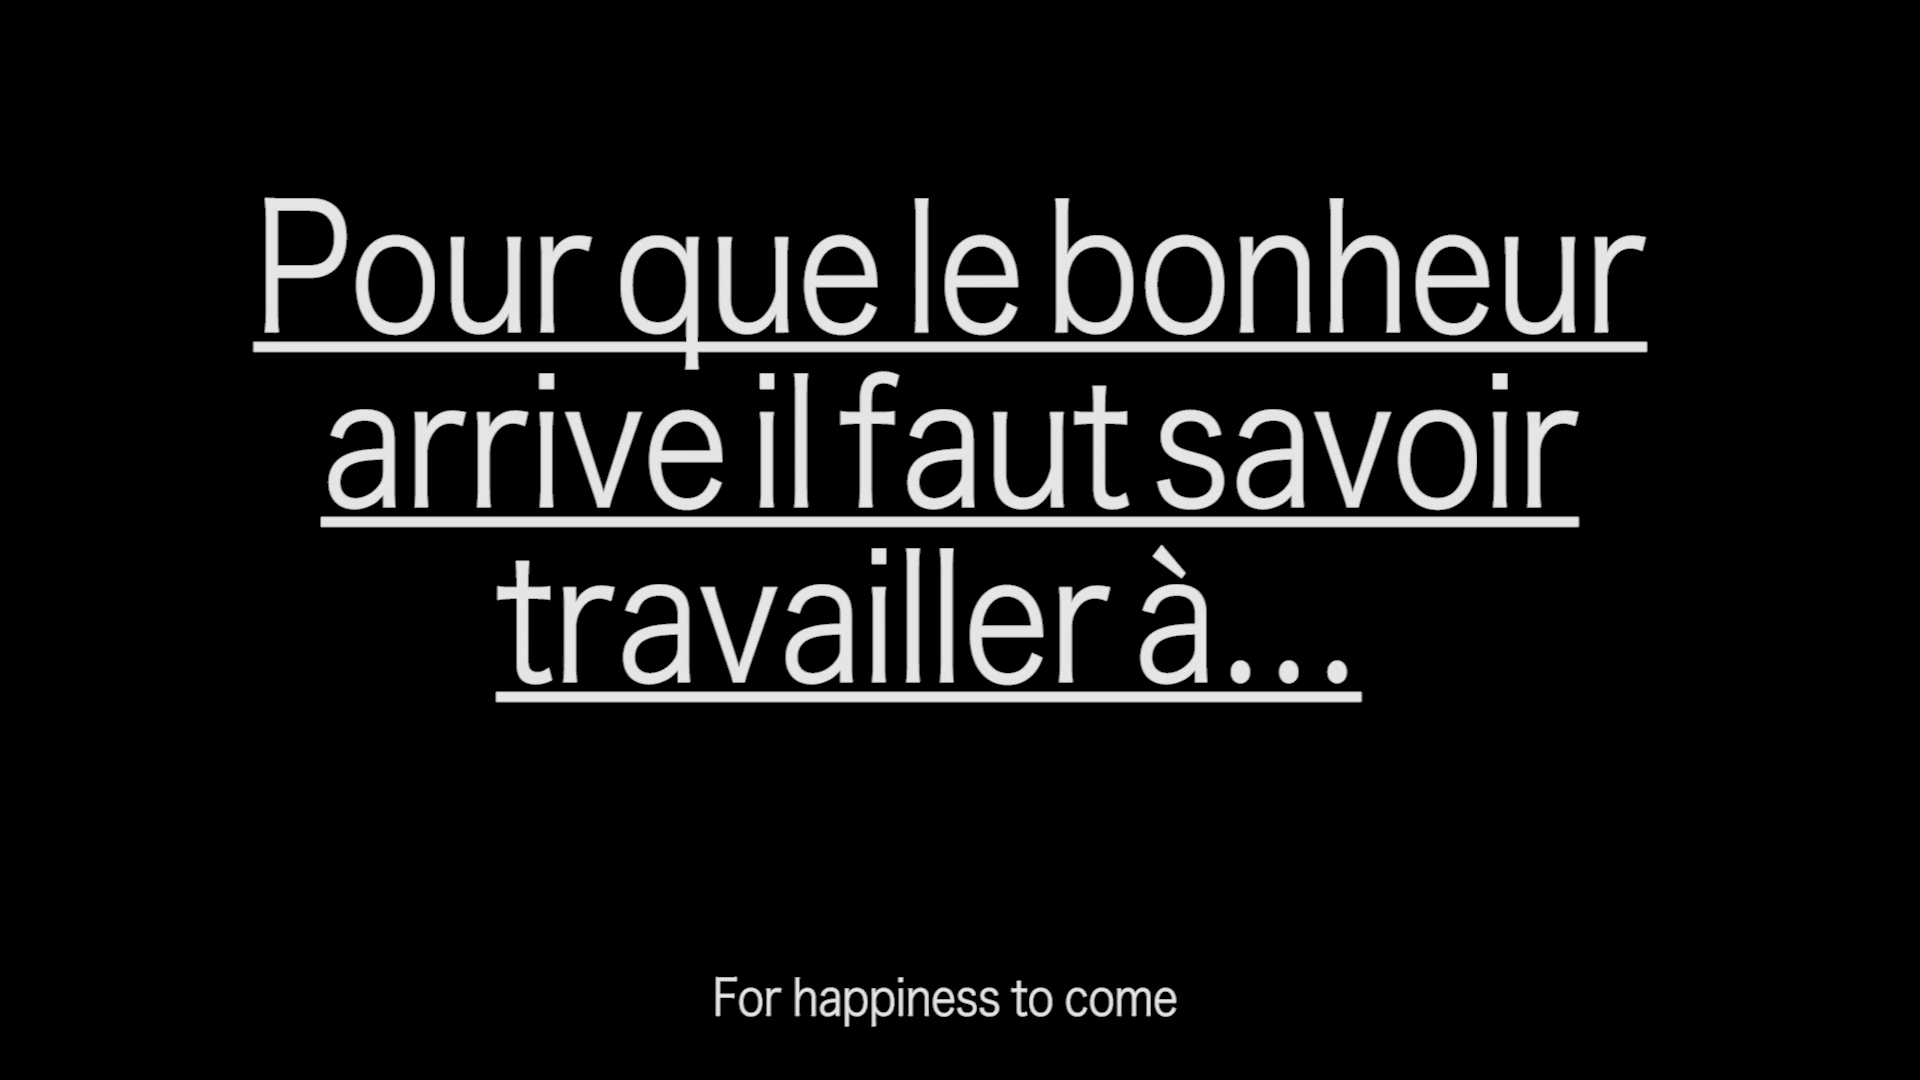 Pour que le bonheur
arrive il faut savoir
travailler à...
For happiness to come